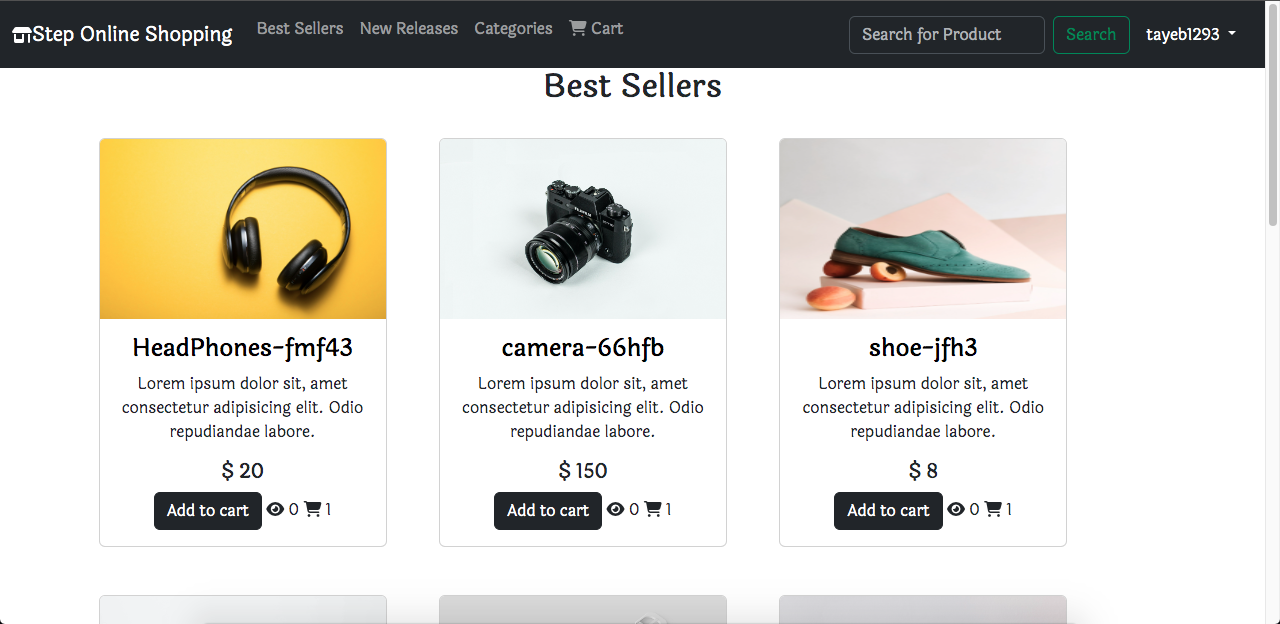 Step Online Shopping Best Sellers New Releases Categories Cart Search for Product Search tayeb1293
Best Sellers
HeadPhones-fmf43
Lorem ipsum dolor sit, amet
consectetur adipisicing elit. Odio
repudiandae labore.
$ 20
Add to cart 0 1
camera-66hfb
Lorem ipsum dolor sit, amet
consectetur adipisicing elit. Odio
repudiandae labore.
$ 150
Add to cart 0 1
shoe-jfh3
Lorem ipsum dolor sit, amet
consectetur adipisicing elit. Odio
repudiandae labore.
$ 8
Add to cart 0 1